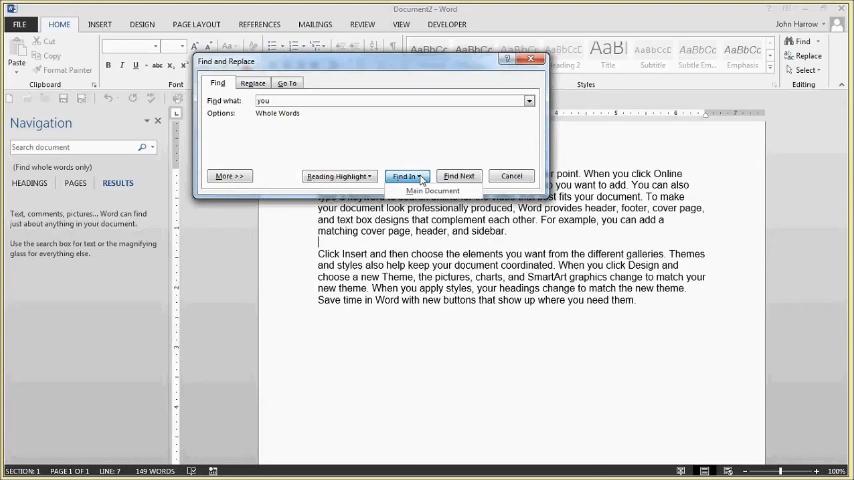 Document2 - Word
FILE HOME INSERT DESIGN PAGE LAYOUT REFERENCES MAILINGS REVIEW VIEW DEVELOPER John Harrow
Cut
Copy
Format Painter
Paste
Clipboard
B I U abc
Font
AaBbCc
AaBbC
AaB
Heading 2
Title
Subtitle
Subtle Em...
Emphasis
Styles
Find
Replace
Select
Editing
Find and Replace
Find Replace Go To
Find what: you
Options: Whole Words
More >> Reading Highlight Find In Find Next Cancel
Main Document
Navigation
Search document
(Find whole words only)
HEADINGS PAGES RESULTS
Text, comments, pictures... Word can find
just about anything in your document.
Use the search box for text or the magnifying
glass for everything else.
point. When you click Online
you want to add. You can also
your document. To make
your document look professionally produced, Word provides header, footer, cover page,
and text box designs that complement each other. For example, you can add a
matching cover page, header, and sidebar.
Click Insert and then choose the elements you want from the different galleries. Themes
and styles also help keep your document coordinated. When you click Design and
choose a new Theme, the pictures, charts, and SmartArt graphics change to match your
new theme. When you apply styles, your headings change to match the new theme.
Save time in Word with new buttons that show up where you need them.
SECTION: 1 PAGE 1 OF 1 LINE: 7 149 WORDS 100%